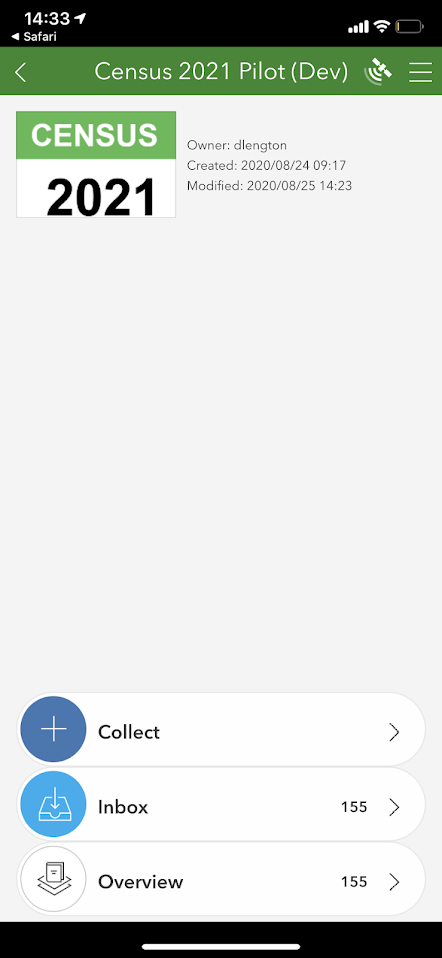 14:33
◀ Safari
Census 2021 Pilot (Dev)
CENSUS
2021
Owner: dlengton
Created: 2020/08/24 09:17
Modified: 2020/08/25 14:23
Collect
Inbox 155
Overview 155